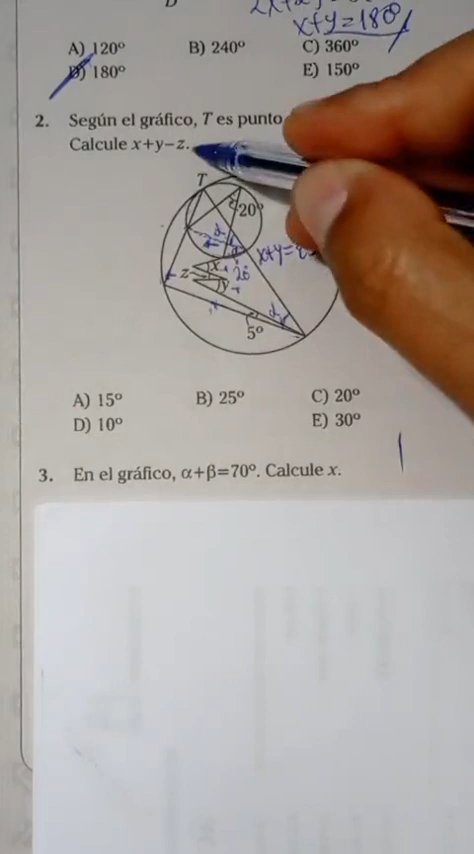 x+y=180°
A) 120° B) 240° C) 360°
D) 180° E) 150°
2. Según el gráfico, T es punto
Calcule x+y−z.
T
20°
x+y=
z x 2θ
y
α
5°
A) 15° B) 25° C) 20°
D) 10° E) 30°
3. En el gráfico, α+β=70°. Calcule x.